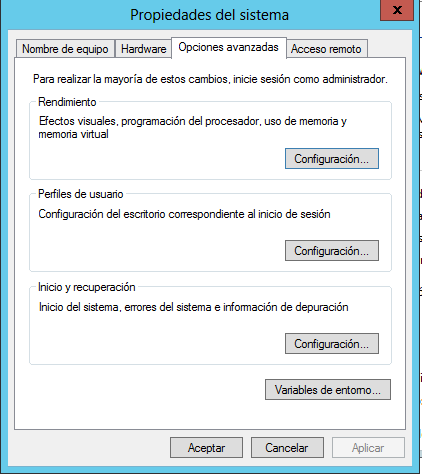 Propiedades del sistema
x
Nombre de equipo Hardware Opciones avanzadas Acceso remoto
Para realizar la mayoría de estos cambios, inicie sesión como administrador.
Rendimiento
Efectos visuales, programación del procesador, uso de memoria y
memoria virtual
Configuración...
Perfiles de usuario
Configuración del escritorio correspondiente al inicio de sesión
Configuración...
Inicio y recuperación
Inicio del sistema, errores del sistema e información de depuración
Configuración...
Variables de entorno...
Aceptar Cancelar Aplicar